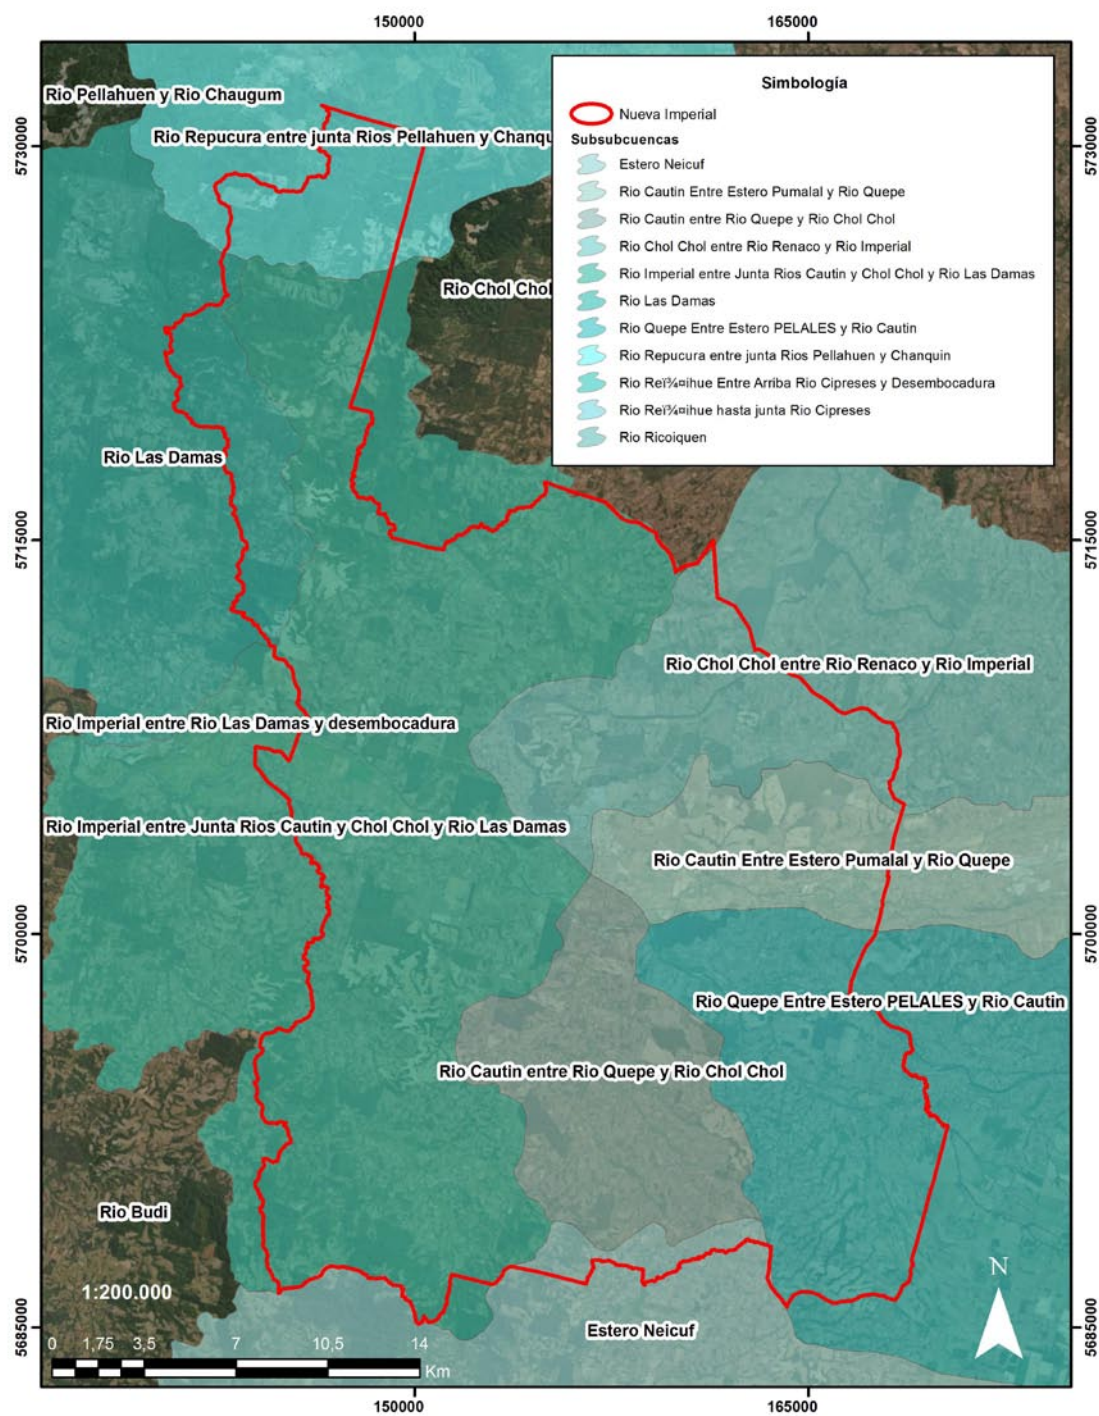 150000
165000
Simbología
Nueva Imperial
Subsubcuencas
Estero Neicuf
Rio Cautin Entre Estero Pumalal y Rio Quepe
Rio Cautin entre Rio Quepe y Rio Chol Chol
Rio Chol Chol entre Rio Renaco y Rio Imperial
Rio Imperial entre Junta Rios Cautin y Chol Chol y Rio Las Damas
Rio Las Damas
Rio Quepe Entre Estero PELALES y Rio Cautin
Rio Repucura entre junta Rios Pellahuen y Chanquin
Rio Reï¾¤ihue Entre Arriba Rio Cipreses y Desembocadura
Rio Reï¾¤ihue hasta junta Rio Cipreses
Rio Ricoiquen
Rio Pellahuen y Rio Chaugum
Rio Repucura entre junta Rios Pellahuen y Chanqu
5730000
5730000
Rio Chol Chol
Rio Las Damas
5715000
5715000
Rio Chol Chol entre Rio Renaco y Rio Imperial
Rio Imperial entre Rio Las Damas y desembocadura
Rio Imperial entre Junta Rios Cautin y Chol Chol y Rio Las Damas
Rio Cautin Entre Estero Pumalal y Rio Quepe
5700000
5700000
Rio Quepe Entre Estero PELALES y Rio Cautin
Rio Cautin entre Rio Quepe y Rio Chol Chol
Rio Budi
1:200.000
N
5685000
5685000
Estero Neicuf
0 1,75 3,5 7 10,5 14
Km
150000
165000